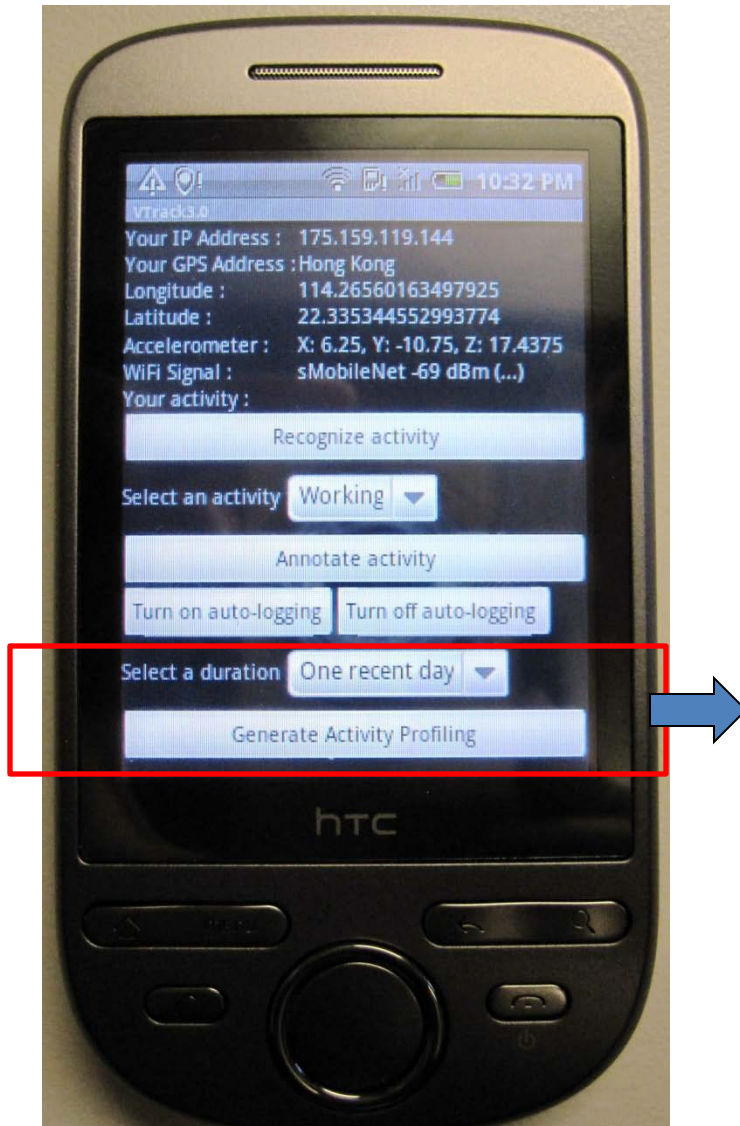 10:32 PM
VTrack3.0
Your IP Address : 175.159.119.144
Your GPS Address :Hong Kong
Longitude : 114.26560163497925
Latitude : 22.335344552993774
Accelerometer : X: 6.25, Y: -10.75, Z: 17.4375
WiFi Signal : sMobileNet -69 dBm (...)
Your activity :
Recognize activity
Select an activity Working
Annotate activity
Turn on auto-logging Turn off auto-logging
Select a duration One recent day
Generate Activity Profiling
hTC
MENU